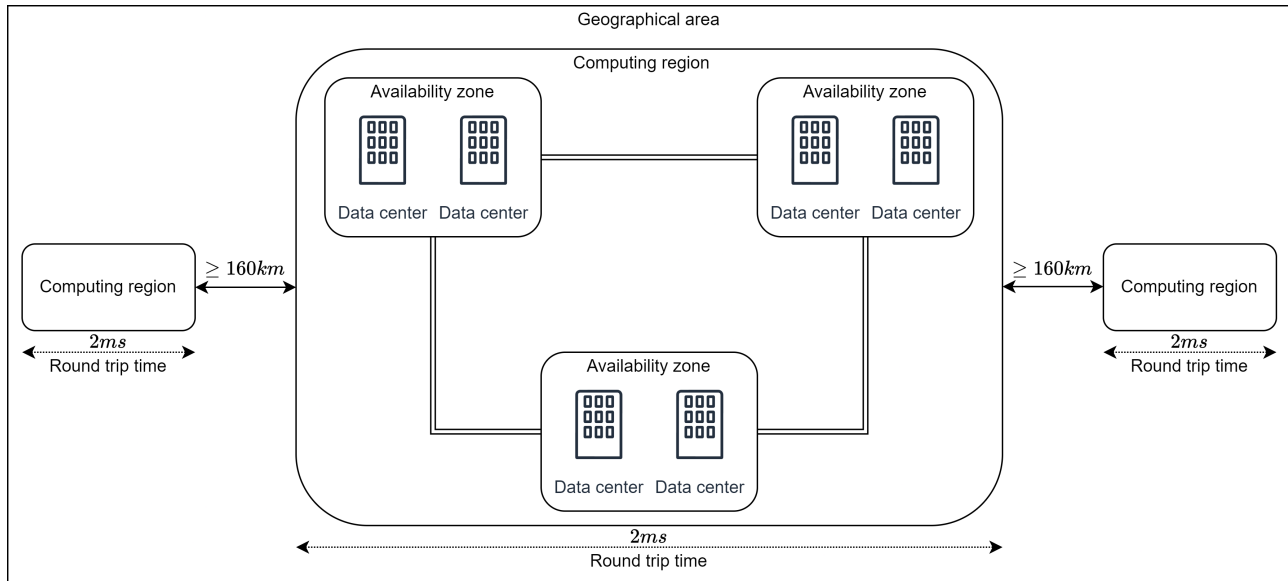 Geographical area
Computing region
Availability zone
Availability zone
Data center Data center
Data center Data center
≥ 160km
≥ 160km
Computing region
Computing region
2ms
Round trip time
2ms
Round trip time
Availability zone
Data center Data center
2ms
Round trip time